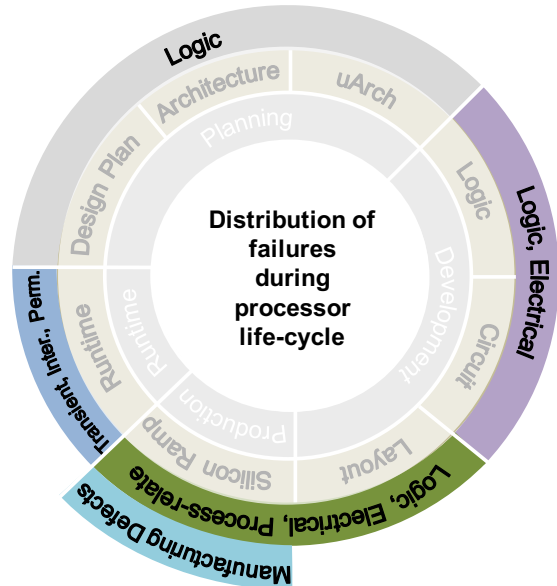 Logic
Architecture
uArch
Design Plan
Planning
Logic
Logic, Electrical
Distribution of
failures
during
processor
life-cycle
Development
Circuit
Transient, Inter., Perm.
Runtime
Runtime
Production
Silicon Ramp
Layout
Logic, Electrical, Process-relate
Manufacturing Defects